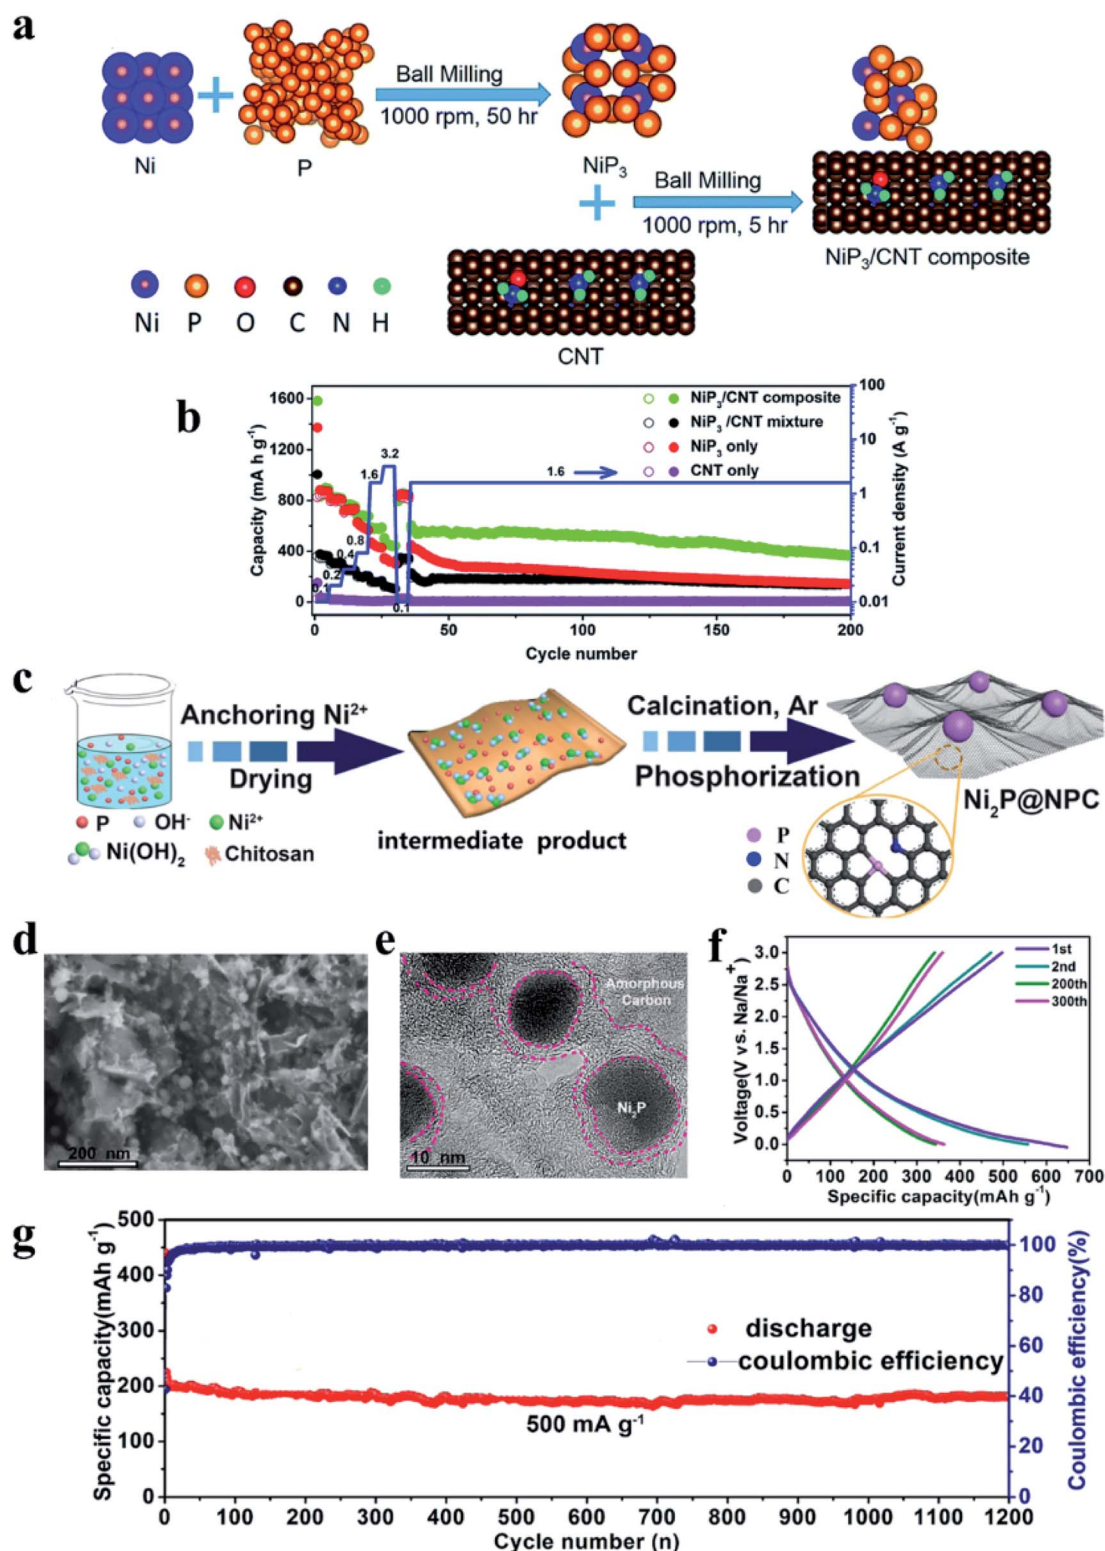 a
Ball Milling
1000 rpm, 50 hr
Ni
P
NiP₃
Ball Milling
1000 rpm, 5 hr
NiP₃/CNT composite
Ni P O C N H
CNT
b
Capacity (mA h g⁻¹)
1600
1200
800
400
0
NiP₃/CNT composite
NiP₃ /CNT mixture
NiP₃ only
CNT only
0.1
0.2
0.4
0.8
1.6
3.2
0.1
1.6
100
10
1
0.1
0.01
Current density (A g⁻¹)
0 50 100 150 200
Cycle number
c
Anchoring Ni²⁺
Drying
P OH⁻ Ni²⁺
Ni(OH)₂ Chitosan
intermediate product
Calcination, Ar
Phosphorization
Ni₂P@NPC
P
N
C
d
200 nm
e
Amorphous
Carbon
Ni₂P
10 nm
f
Voltage(V vs. Na/Na⁺)
3.0
2.5
2.0
1.5
1.0
0.5
0.0
1st
2nd
200th
300th
0 100 200 300 400 500 600 700
Specific capacity(mAh g⁻¹)
g
Specific capacity(mAh g⁻¹)
500
400
300
200
100
0
discharge
coulombic efficiency
500 mA g⁻¹
100
80
60
40
20
0
Coulombic efficiency(%)
0 100 200 300 400 500 600 700 800 900 1000 1100 1200
Cycle number (n)